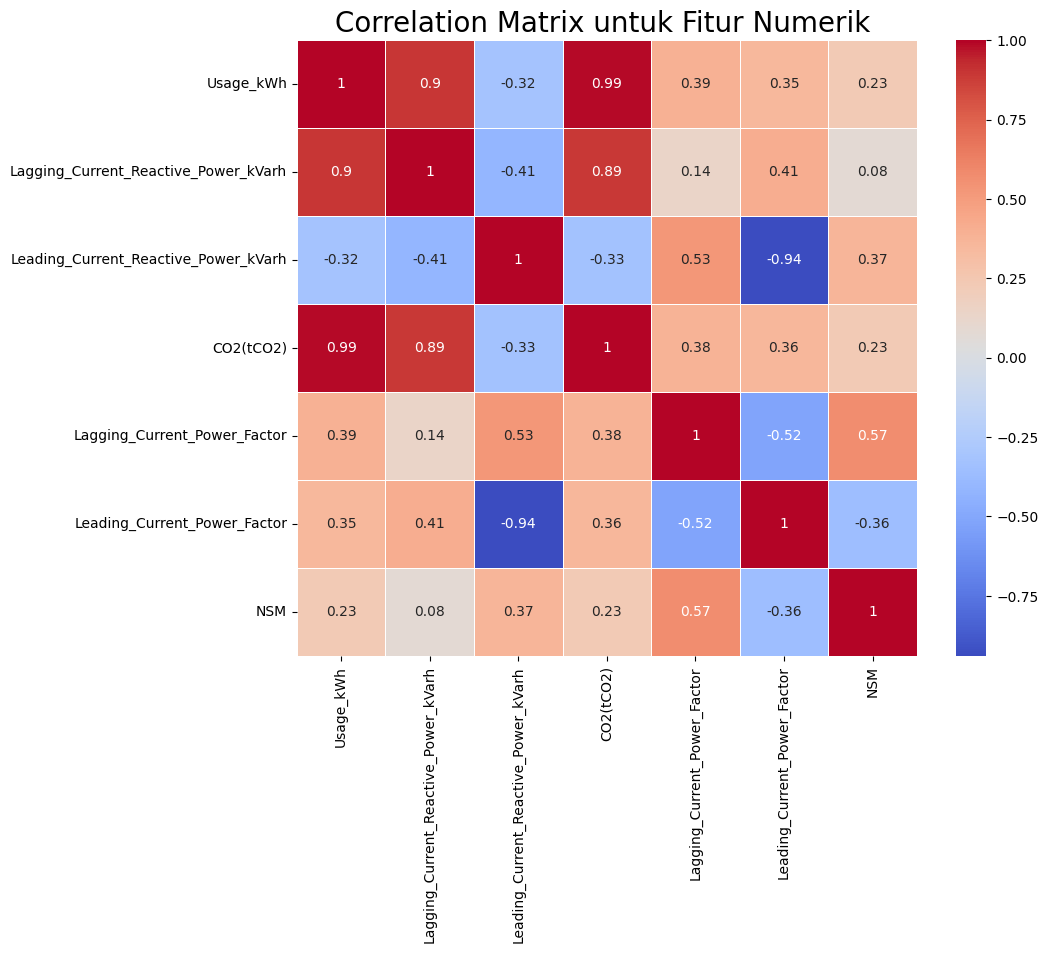 Correlation Matrix untuk Fitur Numerik
Usage_kWh 1 0.9 -0.32 0.99 0.39 0.35 0.23
Lagging_Current_Reactive_Power_kVarh 0.9 1 -0.41 0.89 0.14 0.41 0.08
Leading_Current_Reactive_Power_kVarh -0.32 -0.41 1 -0.33 0.53 -0.94 0.37
CO2(tCO2) 0.99 0.89 -0.33 1 0.38 0.36 0.23
Lagging_Current_Power_Factor 0.39 0.14 0.53 0.38 1 -0.52 0.57
Leading_Current_Power_Factor 0.35 0.41 -0.94 0.36 -0.52 1 -0.36
NSM 0.23 0.08 0.37 0.23 0.57 -0.36 1
Usage_kWh
Lagging_Current_Reactive_Power_kVarh
Leading_Current_Reactive_Power_kVarh
CO2(tCO2)
Lagging_Current_Power_Factor
Leading_Current_Power_Factor
NSM
1.00
0.75
0.50
0.25
0.00
−0.25
−0.50
−0.75